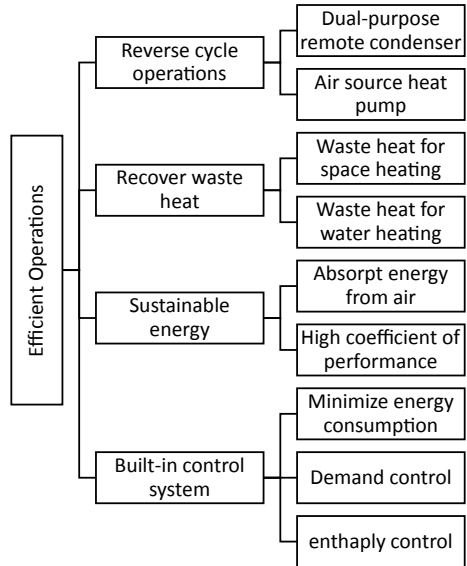 Efficient Operations
Reverse cycle
operations
Dual-purpose
remote condenser
Air source heat
pump
Recover waste
heat
Waste heat for
space heating
Waste heat for
water heating
Sustainable
energy
Absorpt energy
from air
High coefficient of
performance
Built-in control
system
Minimize energy
consumption
Demand control
enthaply control